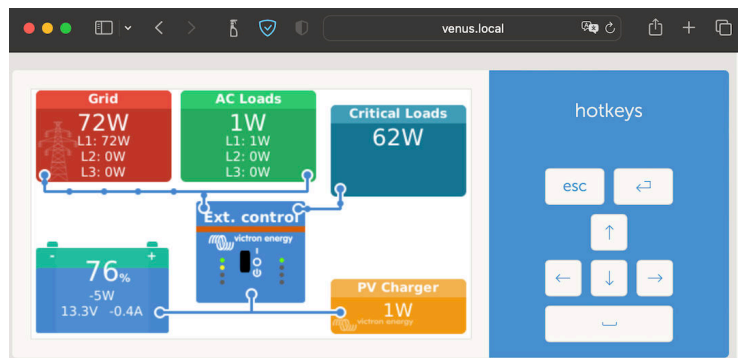 venus.local
Grid
72W
L1: 72W
L2: 0W
L3: 0W
AC Loads
1W
L1: 1W
L2: 0W
L3: 0W
Critical Loads
62W
Ext. control
victron energy
I
O
- +
76%
-5W
13.3V -0.4A
PV Charger
1W
victron energy
hotkeys
esc